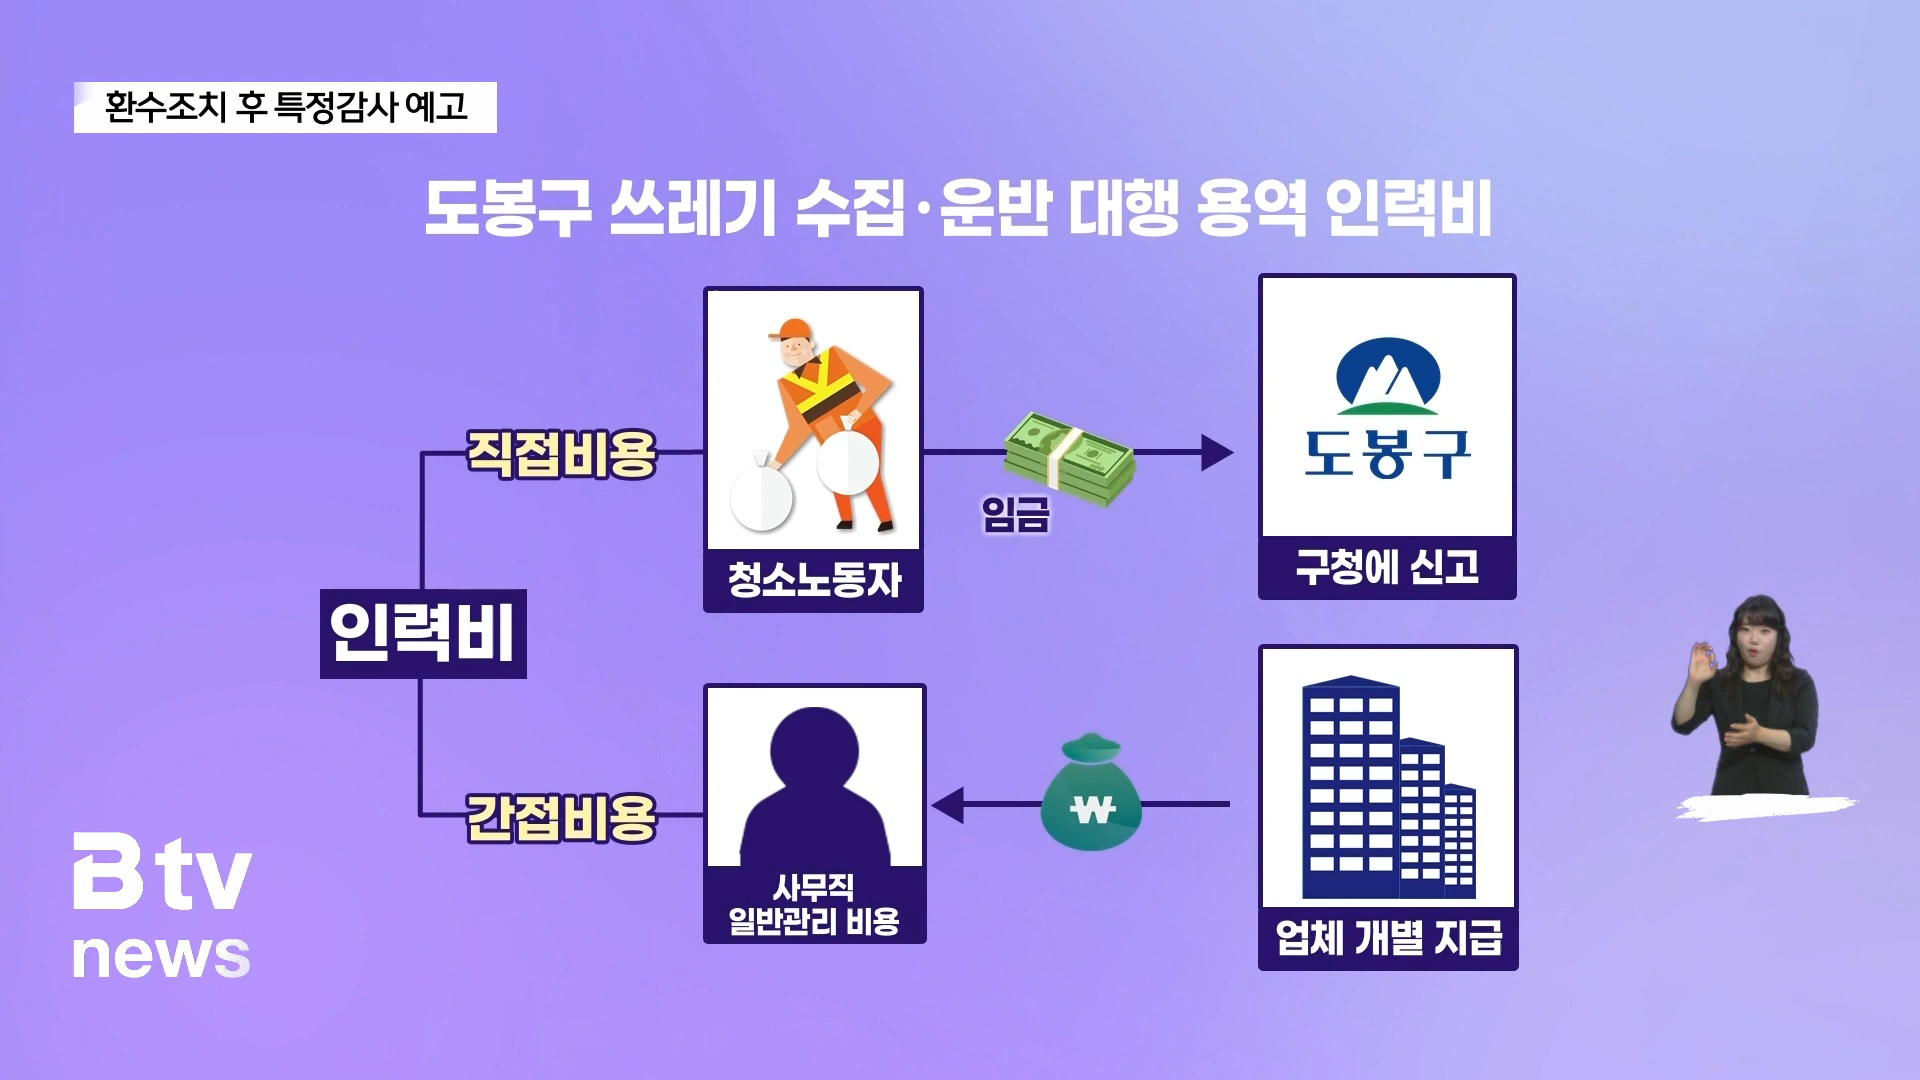 환수조치 후 특정감사 예고
도봉구 쓰레기 수집·운반 대행 용역 인력비
직접비용
청소노동자
임금
도봉구
구청에 신고
인력비
간접비용
사무직
일반관리 비용
₩
업체 개별 지급
B tv
news